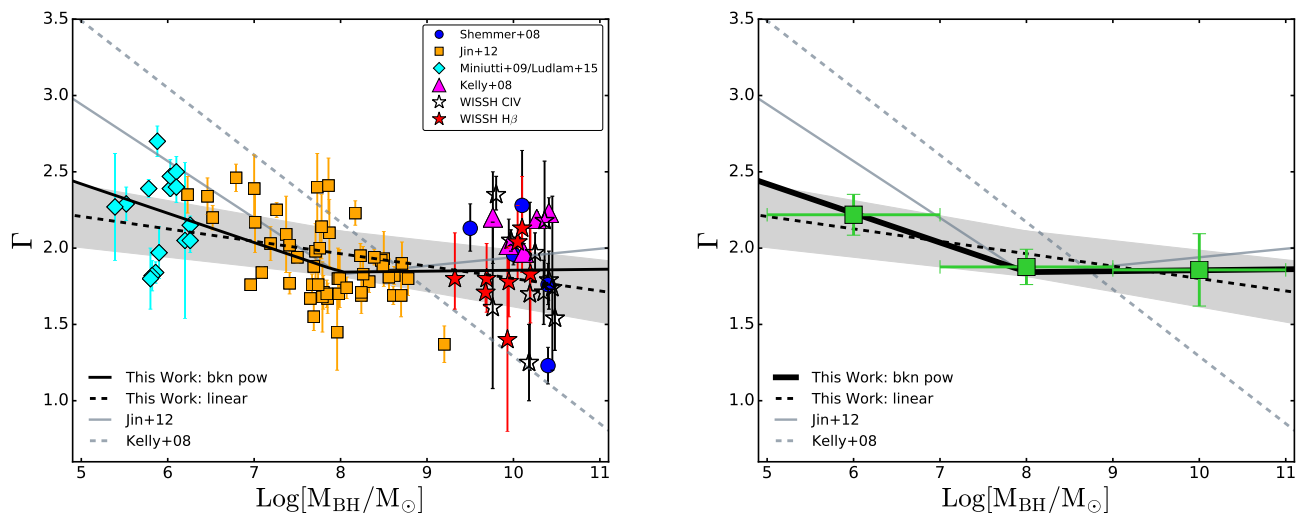 3.5
3.0
2.5
2.0
1.5
1.0
Γ
Shemmer+08
Jin+12
Miniutti+09/Ludlam+15
Kelly+08
WISSH CIV
WISSH Hβ
This Work: bkn pow
This Work: linear
Jin+12
Kelly+08
5 6 7 8 9 10 11
Log[M_BH/M_⊙]
3.5
3.0
2.5
2.0
1.5
1.0
Γ
This Work: bkn pow
This Work: linear
Jin+12
Kelly+08
5 6 7 8 9 10 11
Log[M_BH/M_⊙]